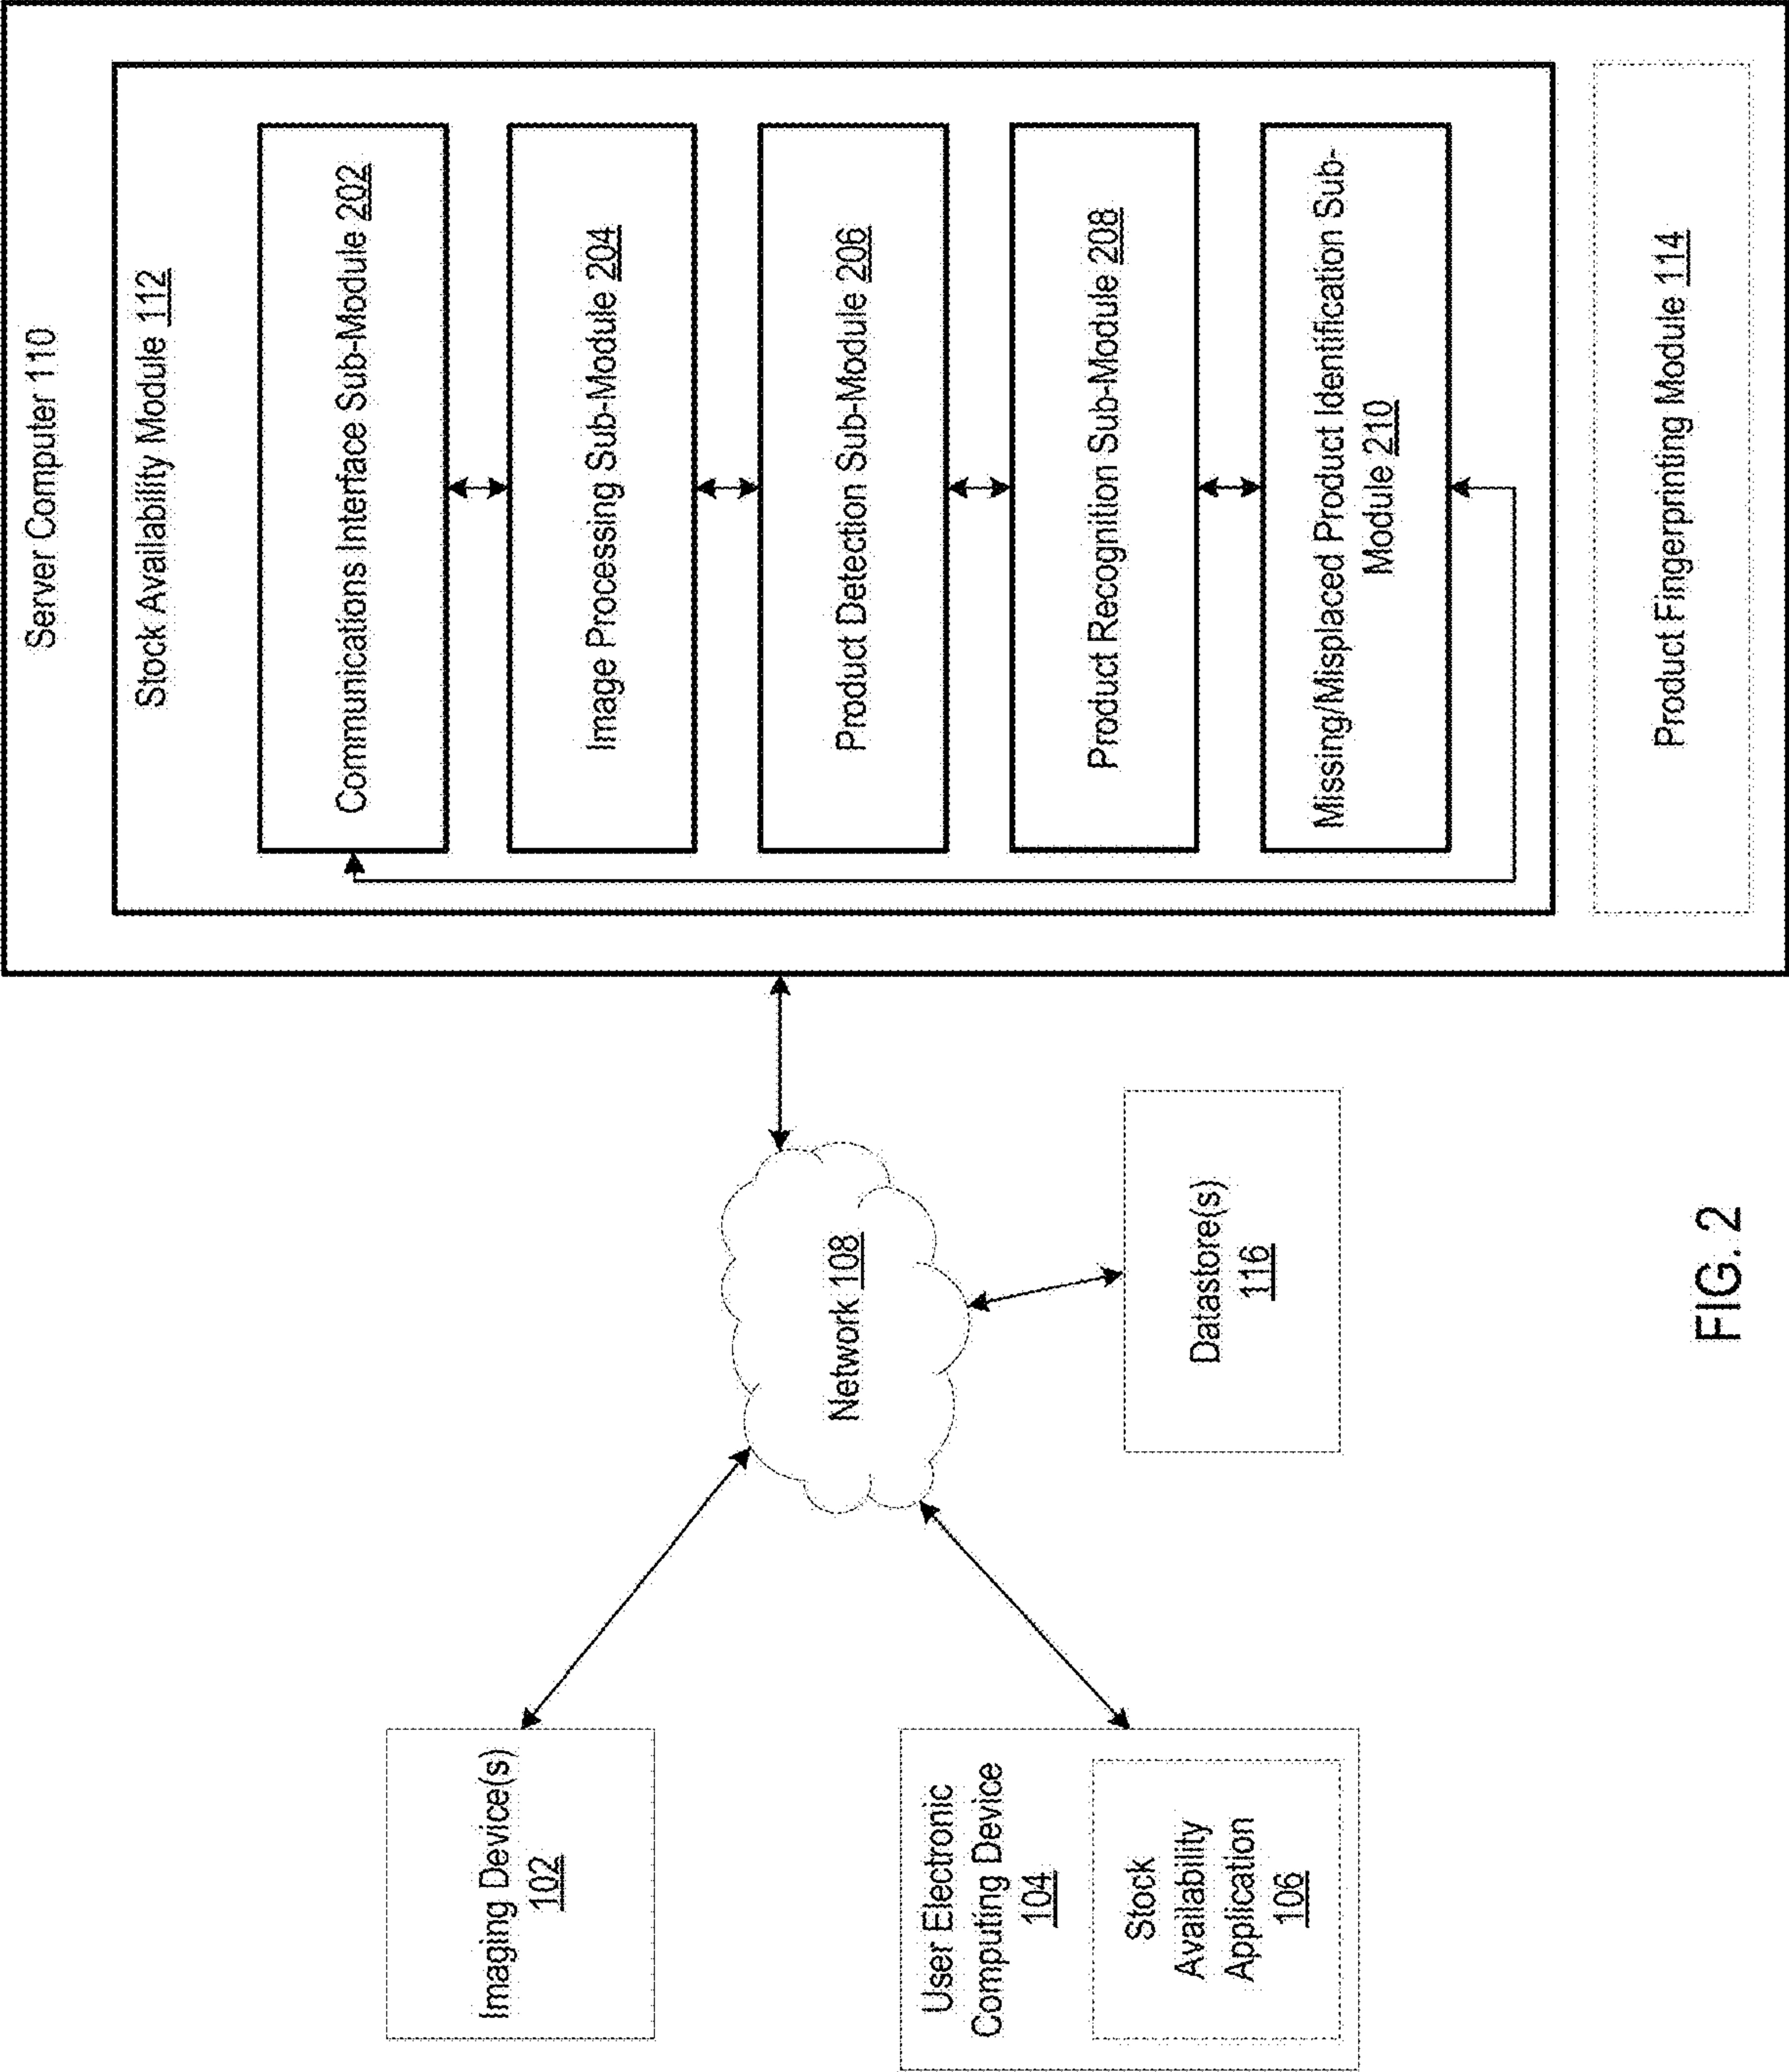 Imaging Device(s)
102
User Electronic
Computing Device
104
Stock
Availability
Application
106
Network 108
Datastore(s)
116
Server Computer 110
Stock Availability Module 112
Communications Interface Sub-Module 202
Image Processing Sub-Module 204
Product Detection Sub-Module 206
Product Recognition Sub-Module 208
Missing/Misplaced Product Identification Sub-
Module 210
Product Fingerprinting Module 114
FIG. 2